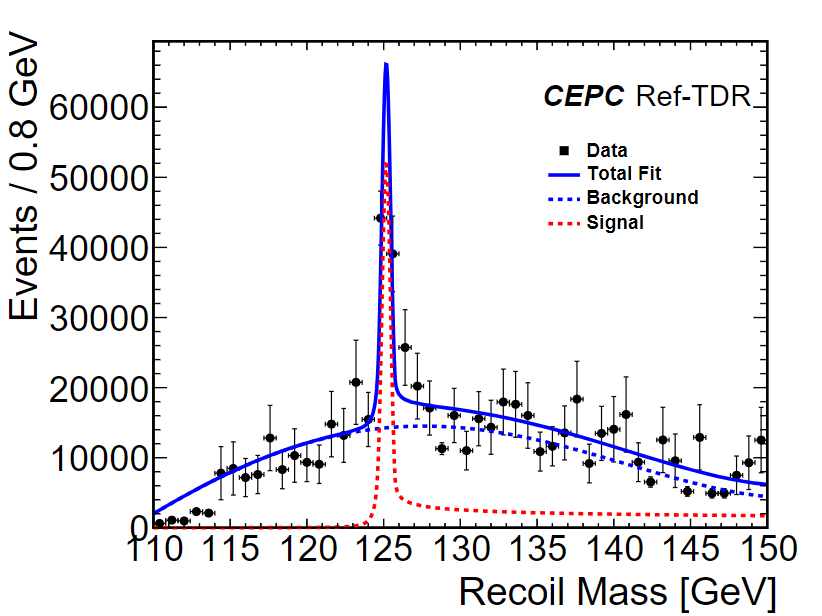 Events / 0.8 GeV
60000
50000
40000
30000
20000
10000
0
CEPC Ref-TDR
Data
Total Fit
Background
Signal
110 115 120 125 130 135 140 145 150
Recoil Mass [GeV]